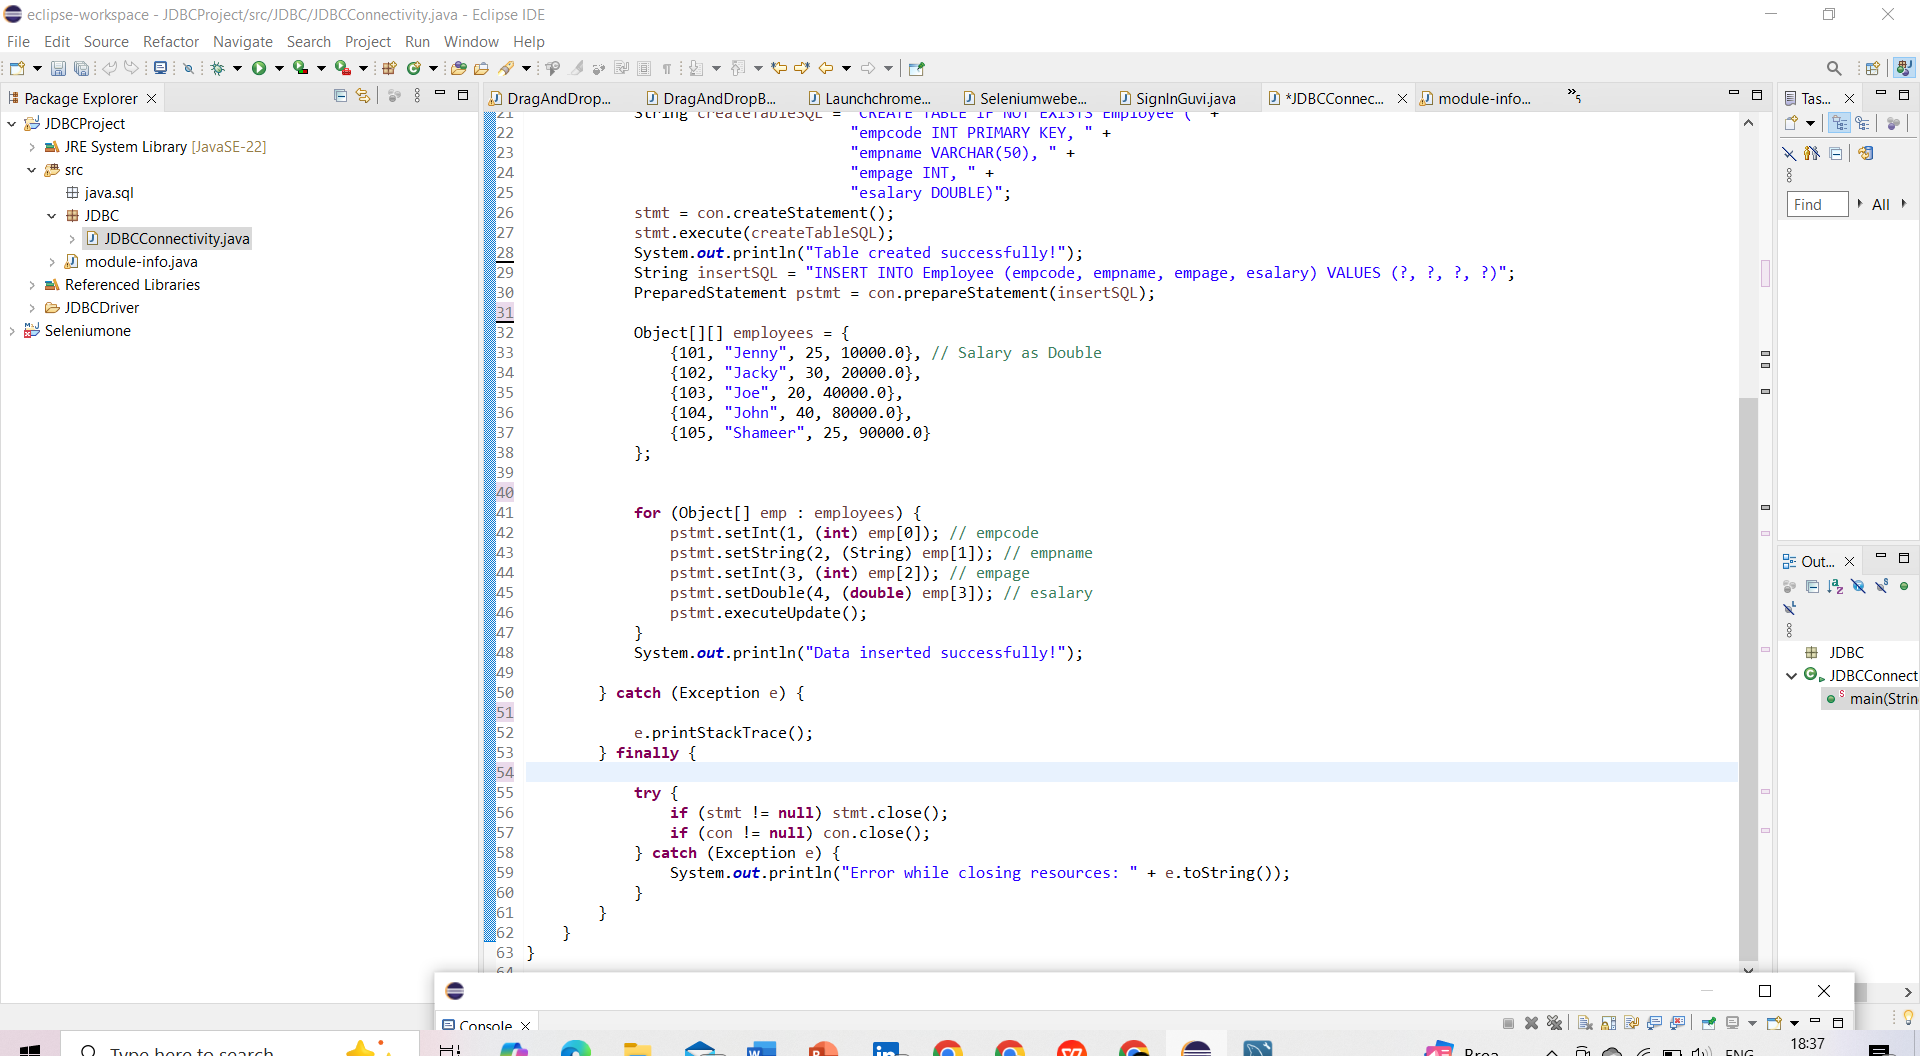 eclipse-workspace - JDBCProject/src/JDBC/JDBCConnectivity.java - Eclipse IDE
File Edit Source Refactor Navigate Search Project Run Window Help
Package Explorer
JDBCProject
JRE System Library [JavaSE-22]
src
java.sql
JDBC
JDBCConnectivity.java
module-info.java
Referenced Libraries
JDBCDriver
Seleniumone
DragAndDrop... DragAndDropB... Launchchrome... Seleniumwebe... SignInGuvi.java *JDBCConnec... module-info... 5
21 String createTableSQL = "CREATE TABLE IF NOT EXISTS Employee (" +
22 "empcode INT PRIMARY KEY, " +
23 "empname VARCHAR(50), " +
24 "empage INT, " +
25 "esalary DOUBLE)";
26 stmt = con.createStatement();
27 stmt.execute(createTableSQL);
28 System.out.println("Table created successfully!");
29 String insertSQL = "INSERT INTO Employee (empcode, empname, empage, esalary) VALUES (?, ?, ?, ?)";
30 PreparedStatement pstmt = con.prepareStatement(insertSQL);
31
32 Object[][] employees = {
33 {101, "Jenny", 25, 10000.0}, // Salary as Double
34 {102, "Jacky", 30, 20000.0},
35 {103, "Joe", 20, 40000.0},
36 {104, "John", 40, 80000.0},
37 {105, "Shameer", 25, 90000.0}
38 };
39
40
41 for (Object[] emp : employees) {
42 pstmt.setInt(1, (int) emp[0]); // empcode
43 pstmt.setString(2, (String) emp[1]); // empname
44 pstmt.setInt(3, (int) emp[2]); // empage
45 pstmt.setDouble(4, (double) emp[3]); // esalary
46 pstmt.executeUpdate();
47 }
48 System.out.println("Data inserted successfully!");
49
50 } catch (Exception e) {
51
52 e.printStackTrace();
53 } finally {
54
55 try {
56 if (stmt != null) stmt.close();
57 if (con != null) con.close();
58 } catch (Exception e) {
59 System.out.println("Error while closing resources: " + e.toString());
60 }
61 }
62 }
63 }
64
Tas...
Find All
Out...
JDBC
JDBCConnect
main(Strin
Console
Type here to search
ENG
18:37